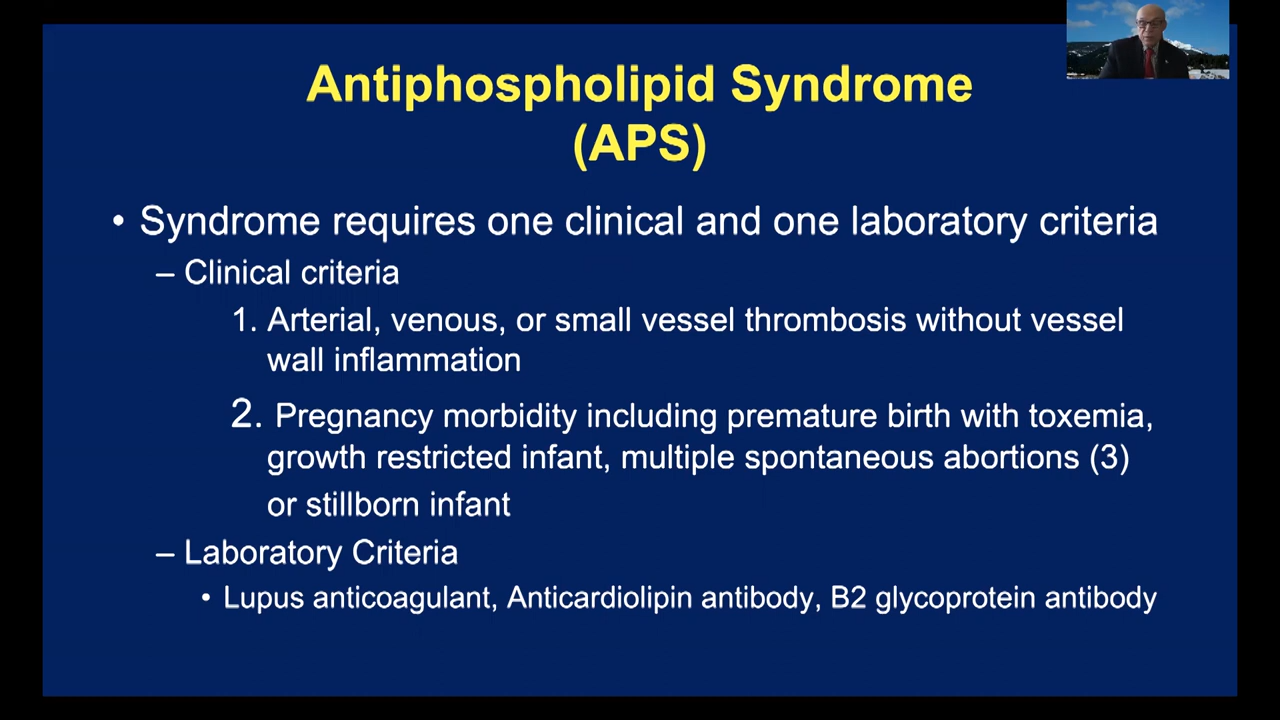 Antiphospholipid Syndrome
(APS)
• Syndrome requires one clinical and one laboratory criteria
– Clinical criteria
1. Arterial, venous, or small vessel thrombosis without vessel
wall inflammation
2. Pregnancy morbidity including premature birth with toxemia,
growth restricted infant, multiple spontaneous abortions (3)
or stillborn infant
– Laboratory Criteria
• Lupus anticoagulant, Anticardiolipin antibody, B2 glycoprotein antibody